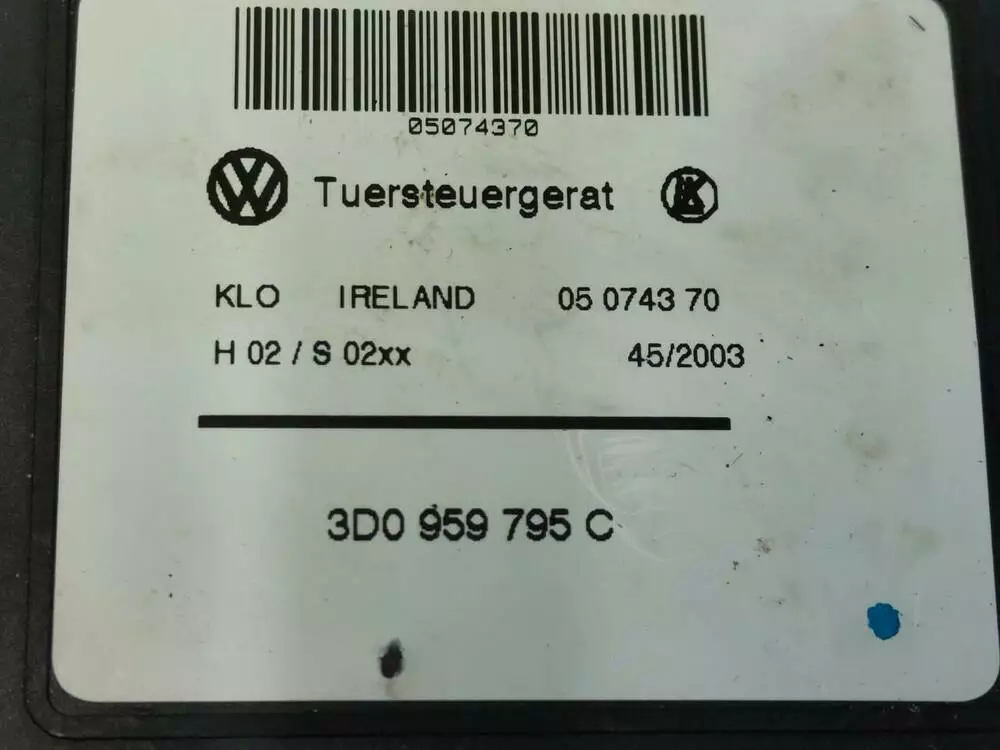 05074370
Tuersteuergerat
KLO IRELAND 05 0743 70
H 02 / S 02xx 45/2003
3D0 959 795 C